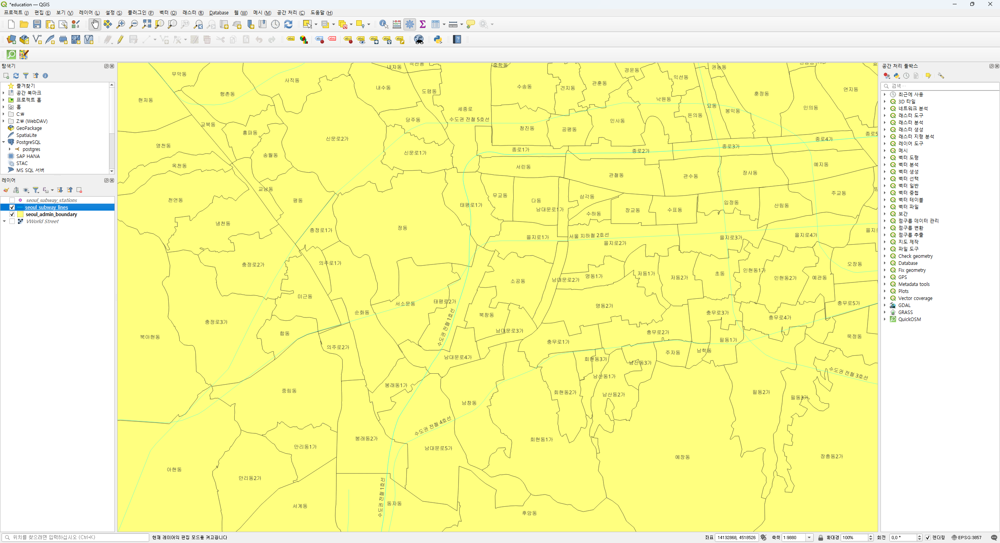 *education — QGIS
프로젝트 (J) 편집 (E) 보기 (V) 레이어 (L) 설정 (S) 플러그인 (P) 벡터 (O) 래스터 (R) Database 웹 (W) 메시 (M) 공간 처리 (C) 도움말 (H)
탐색기
즐겨찾기
공간 북마크
프로젝트 홈
홈
C:₩
Z:₩ (WebDAV)
GeoPackage
SpatiaLite
PostgreSQL
postgres
SAP HANA
STAC
MS SQL 서버
레이어
seoul_subway_stations
seoul_subway_lines
seoul_admin_boundary
VWorld Street
무악동 사직동 내자동 적선동 중학동 경운동 권농동
행촌동 내수동 도렴동 수송동 견지동 관훈동 익선동 연지동
현저동 세종로 낙원동 훈정동
묘동 인의동
교북동 당주동 수도권 전철 5호선 돈의동 봉익동
홍파동 신문로2가 청진동 공평동 인사동 종로4가 종로5
영천동 송월동 신문로1가 종로1가 종로2가 종로3가
옥천동 서린동 관철동 관수동 장사동 예지동
천연동 교남동 평동 태평로1가 무교동 다동 삼각동 입정동 산림동 주교동
남대문로1가 수하동 장교동 수표동
냉천동 충정로1가 정동 을지로1가 서울 지하철 2호선 을지로3가 을지로4가 을지로
을지로2가
충정로2가 의주로1가 소공동 남대문로2가 명동1가 저동1가 저동2가 초동 인현동1가 인현동2가 예관동 오장동
미근동 서소문동 태평로2가 명동2가 충무로5가
충정로3가 순화동 북창동 충무로3가 충무로4가
수도권 전철 1호선
북아현동 합동 의주로2가 남대문로3가 충무로1가 충무로2가 필동1가 묵정동
남대문로4가 회현동3가 남산동3가 주자동 남학동
남산동1가 수도권 전철 3호선
중림동 봉래동1가 남창동 회현동2가 남산동2가 필동2가 필동3가
수도권 전철 4호선
만리동1가 봉래동2가 남대문로5가 회현동1가 예장동 장충동2가
아현동 만리동2가
수도권 전철 1호선
서계동 동자동 후암동
공간 처리 툴박스
검색…
최근에 사용
3D 타일
네트워크 분석
래스터 도구
래스터 분석
래스터 생성
래스터 지형 분석
레이어 도구
메시
벡터 도형
벡터 분석
벡터 생성
벡터 선택
벡터 일반
벡터 중첩
벡터 테이블
벡터 파일
보간
점구름 데이터 관리
점구름 변환
점구름 추출
지도 제작
파일 도구
Check geometry
Database
Fix geometry
GPS
Metadata tools
Plots
Vector coverage
GDAL
GRASS
QuickOSM
위치를 찾으려면 입력하십시오 (Ctrl+K) 현재 레이어의 편집 모드를 켜고끕니다 좌표 14132868, 4518526 축척 1:9880 확대경 100% 회전 0,0 ° 렌더링 EPSG:3857